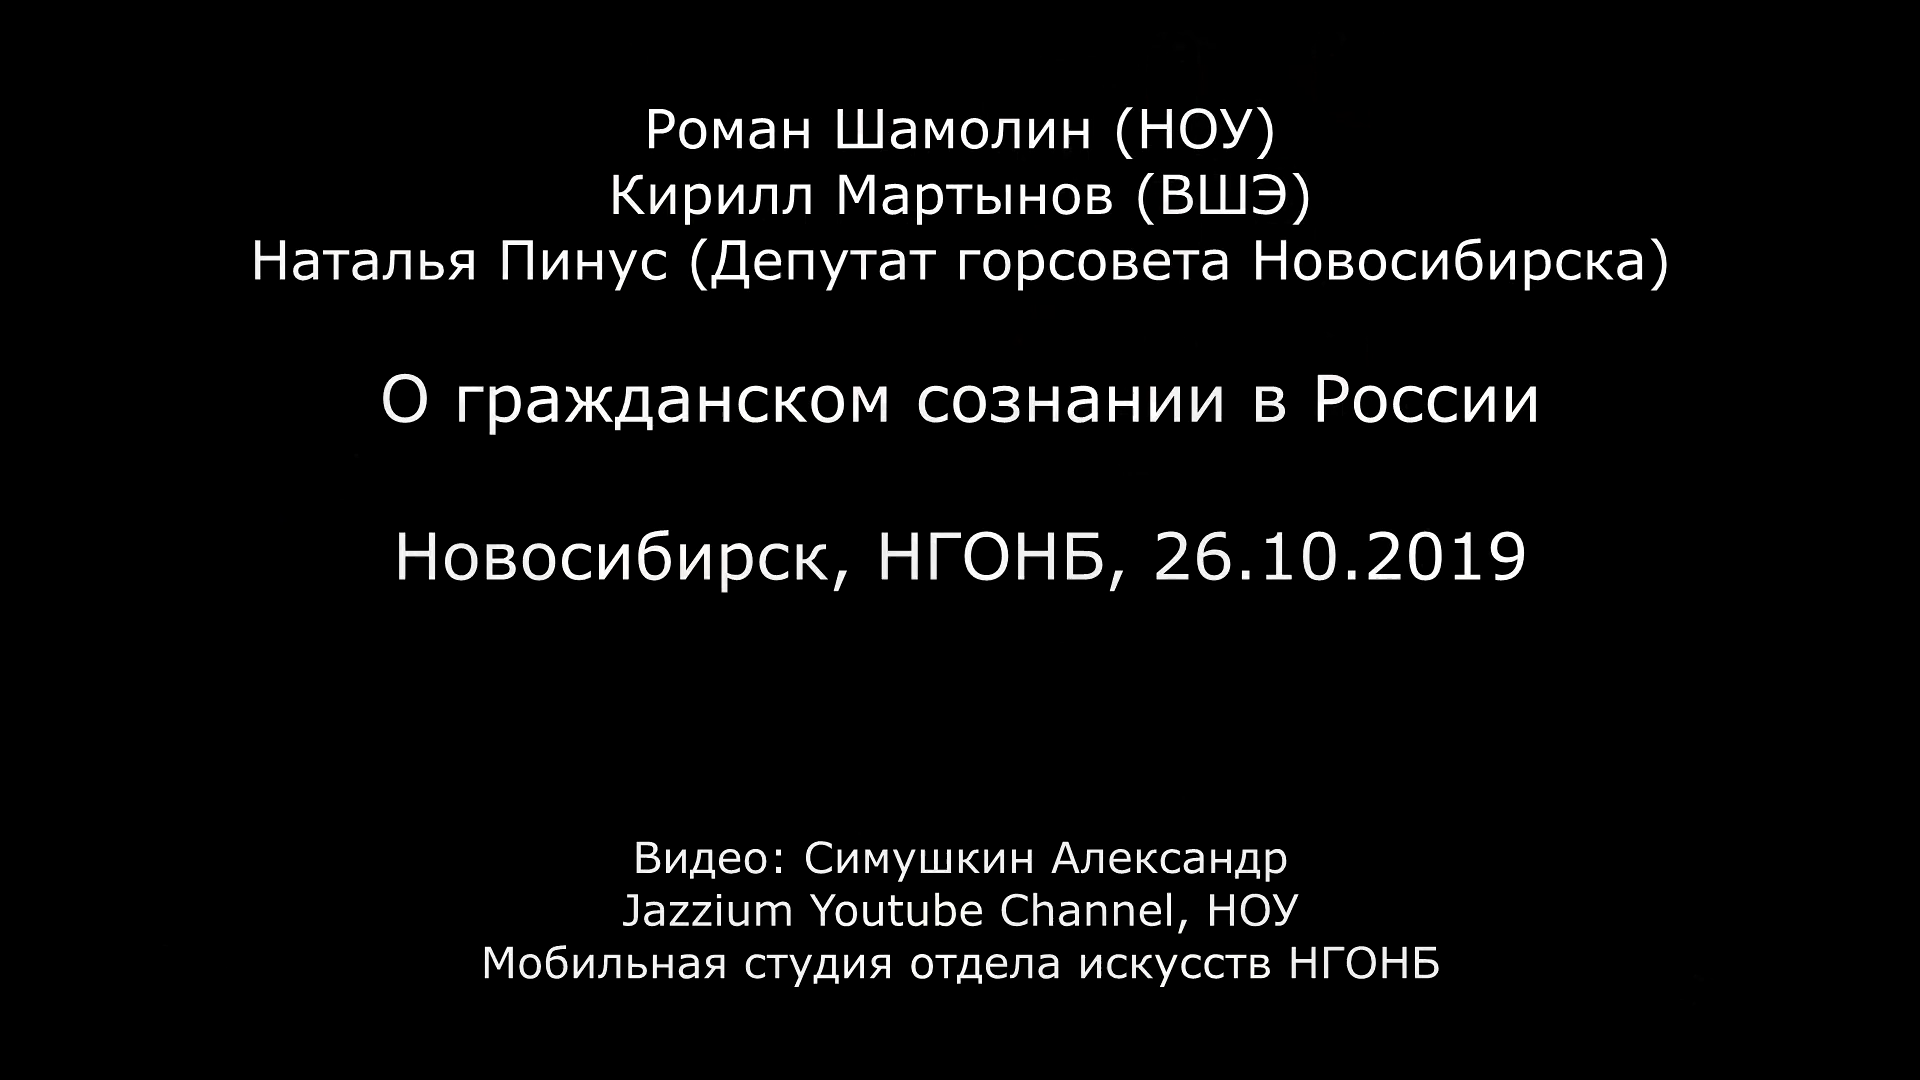 Роман Шамолин (НОУ)
Кирилл Мартынов (ВШЭ)
Наталья Пинус (Депутат горсовета Новосибирска)
О гражданском сознании в России
Новосибирск, НГОНБ, 26.10.2019
Видео: Симушкин Александр
Jazzium Youtube Channel, НОУ
Мобильная студия отдела искусств НГОНБ